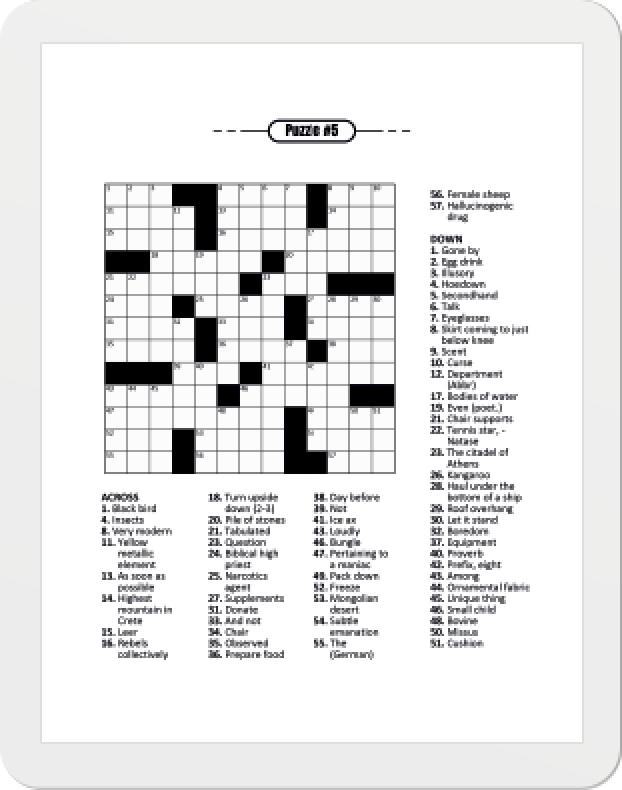 Puzzle #5
ACROSS
1. Black bird
4. Insects
8. Very modern
11. Yellow
metallic
element
13. As soon as
possible
14. Highest
mountain in
Crete
15. Leer
16. Rebels
collectively
18. Turn upside
down (2-3)
20. Pile of stones
21. Tabulated
23. Question
24. Biblical high
priest
25. Narcotics
agent
27. Supplements
31. Donate
33. And not
34. Chair
35. Observed
36. Prepare food
38. Day before
39. Not
41. Ice ax
43. Loudly
46. Bungle
47. Pertaining to
a maniac
49. Pack down
52. Freeze
53. Mongolian
desert
54. Subtle
emanation
55. The
(German)
56. Female sheep
57. Hallucinogenic
drug
DOWN
1. Gone by
2. Egg drink
3. Illusory
4. Hoedown
5. Secondhand
6. Talk
7. Eyeglasses
8. Skirt coming to just
below knee
9. Scent
10. Curse
12. Department
(Abbr)
17. Bodies of water
19. Even (poet.)
21. Chair supports
22. Tennis star, -
Natase
23. The citadel of
Athens
26. Kangaroo
28. Haul under the
bottom of a ship
29. Roof overhang
30. Let it stand
32. Boredom
37. Equipment
40. Proverb
42. Prefix, eight
43. Among
44. Ornamental fabric
45. Unique thing
46. Small child
48. Bovine
50. Missus
51. Cushion